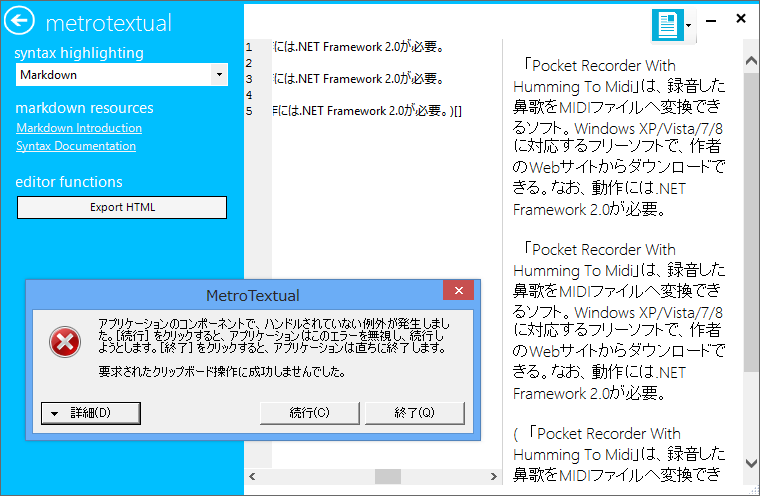 metrotextual
syntax highlighting
Markdown
markdown resources
Markdown Introduction
Syntax Documentation
editor functions
Export HTML
1 には.NET Framework 2.0が必要。
2
3 には.NET Framework 2.0が必要。
4
5 作には.NET Framework 2.0が必要。)[]
「Pocket Recorder With
Humming To Midi」は、録音した
鼻歌をMIDIファイルへ変換でき
るソフト。Windows XP/Vista/7/8
に対応するフリーソフトで、作者
のWebサイトからダウンロードで
きる。なお、動作には.NET
Framework 2.0が必要。
「Pocket Recorder With
Humming To Midi」は、録音した
鼻歌をMIDIファイルへ変換でき
るソフト。Windows XP/Vista/7/8
に対応するフリーソフトで、作者
のWebサイトからダウンロードで
きる。なお、動作には.NET
Framework 2.0が必要。
(「Pocket Recorder With
Humming To Midi」は、録音した
鼻歌をMIDIファイルへ変換でき
MetroTextual
アプリケーションのコンポーネントで、ハンドルされていない例外が発生しまし
た。[続行] をクリックすると、アプリケーションはこのエラーを無視し、続行し
ようとします。[終了] をクリックすると、アプリケーションは直ちに終了します。
要求されたクリップボード操作に成功しませんでした。
詳細(D)
続行(C)
終了(Q)